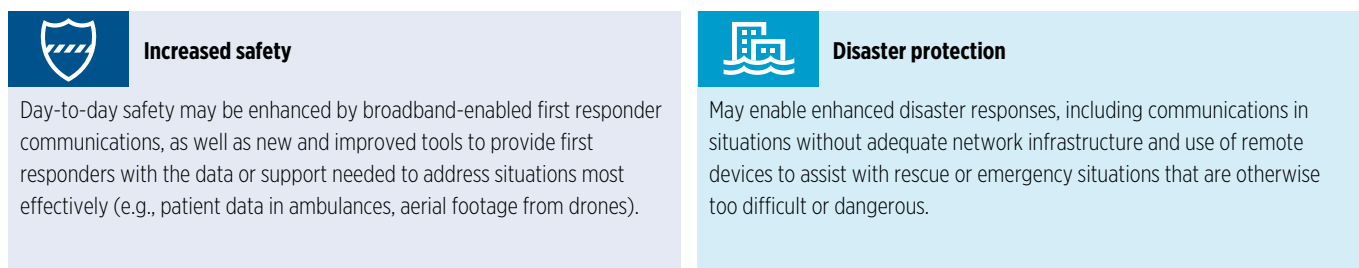 Increased safety
Day-to-day safety may be enhanced by broadband-enabled first responder
communications, as well as new and improved tools to provide first
responders with the data or support needed to address situations most
effectively (e.g., patient data in ambulances, aerial footage from drones).
Disaster protection
May enable enhanced disaster responses, including communications in
situations without adequate network infrastructure and use of remote
devices to assist with rescue or emergency situations that are otherwise
too difficult or dangerous.